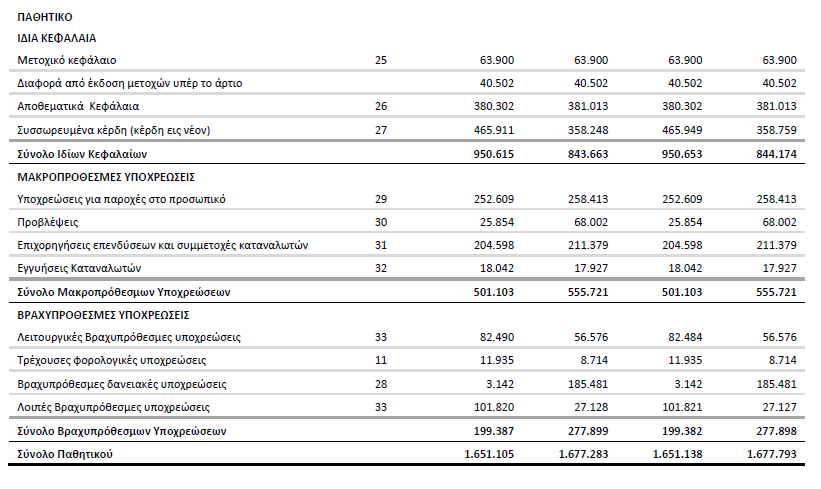 ΠΑΘΗΤΙΚΟ
ΙΔΙΑ ΚΕΦΑΛΑΙΑ
Μετοχικό κεφάλαιο 25 63.900 63.900 63.900 63.900
Διαφορά από έκδοση μετοχών υπέρ το άρτιο 40.502 40.502 40.502 40.502
Αποθεματικά Κεφάλαια 26 380.302 381.013 380.302 381.013
Συσσωρευμένα κέρδη (κέρδη εις νέον) 27 465.911 358.248 465.949 358.759
Σύνολο Ιδίων Κεφαλαίων 950.615 843.663 950.653 844.174
ΜΑΚΡΟΠΡΟΘΕΣΜΕΣ ΥΠΟΧΡΕΩΣΕΙΣ
Υποχρεώσεις για παροχές στο προσωπικό 29 252.609 258.413 252.609 258.413
Προβλέψεις 30 25.854 68.002 25.854 68.002
Επιχορηγήσεις επενδύσεων και συμμετοχές καταναλωτών 31 204.598 211.379 204.598 211.379
Εγγυήσεις Καταναλωτών 32 18.042 17.927 18.042 17.927
Σύνολο Μακροπρόθεσμων Υποχρεώσεων 501.103 555.721 501.103 555.721
ΒΡΑΧΥΠΡΟΘΕΣΜΕΣ ΥΠΟΧΡΕΩΣΕΙΣ
Λειτουργικές Βραχυπρόθεσμες υποχρεώσεις 33 82.490 56.576 82.484 56.576
Τρέχουσες φορολογικές υποχρεώσεις 11 11.935 8.714 11.935 8.714
Βραχυπρόθεσμες δανειακές υποχρεώσεις 28 3.142 185.481 3.142 185.481
Λοιπές Βραχυπρόθεσμες υποχρεώσεις 33 101.820 27.128 101.821 27.127
Σύνολο Βραχυπρόθεσμων Υποχρεώσεων 199.387 277.899 199.382 277.898
Σύνολο Παθητικού 1.651.105 1.677.283 1.651.138 1.677.793